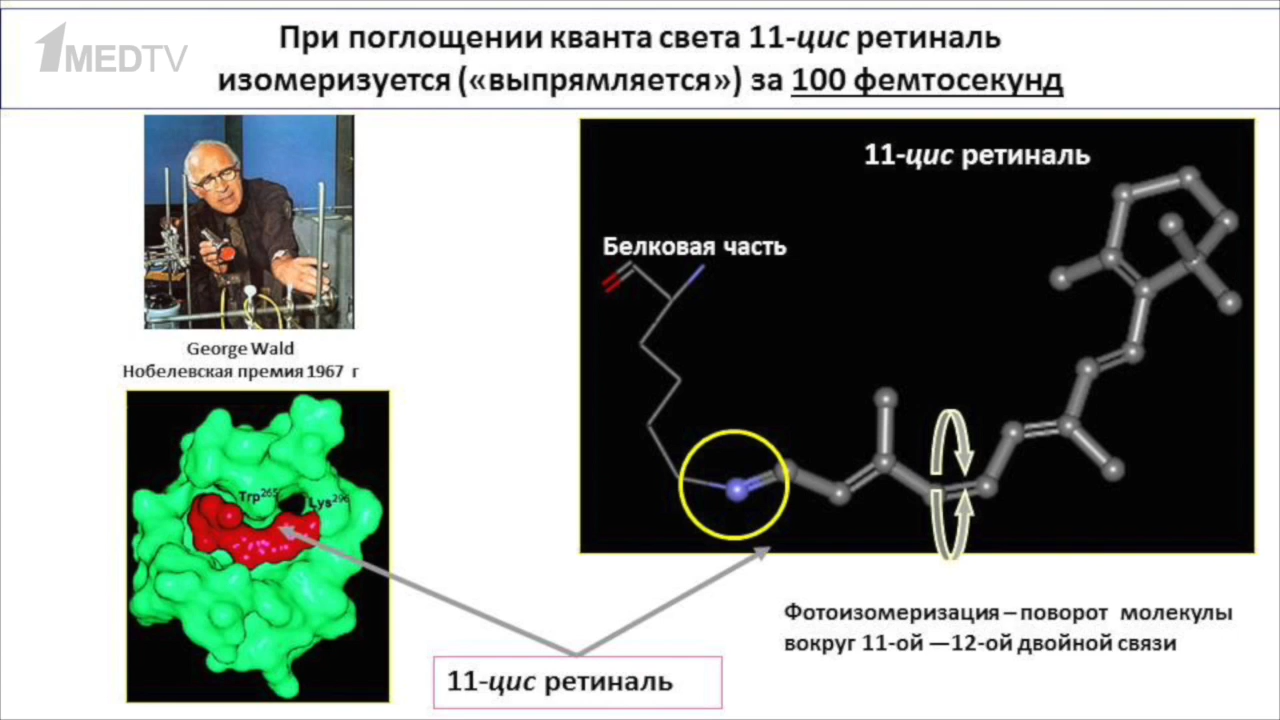 1MEDTV
При поглощении кванта света 11-цис ретиналь
изомеризуется («выпрямляется») за 100 фемтосекунд
11-цис ретиналь
Белковая часть
George Wald
Нобелевская премия 1967 г
Trp265
Lys296
Фотоизомеризация – поворот молекулы
вокруг 11-ой —12-ой двойной связи
11-цис ретиналь